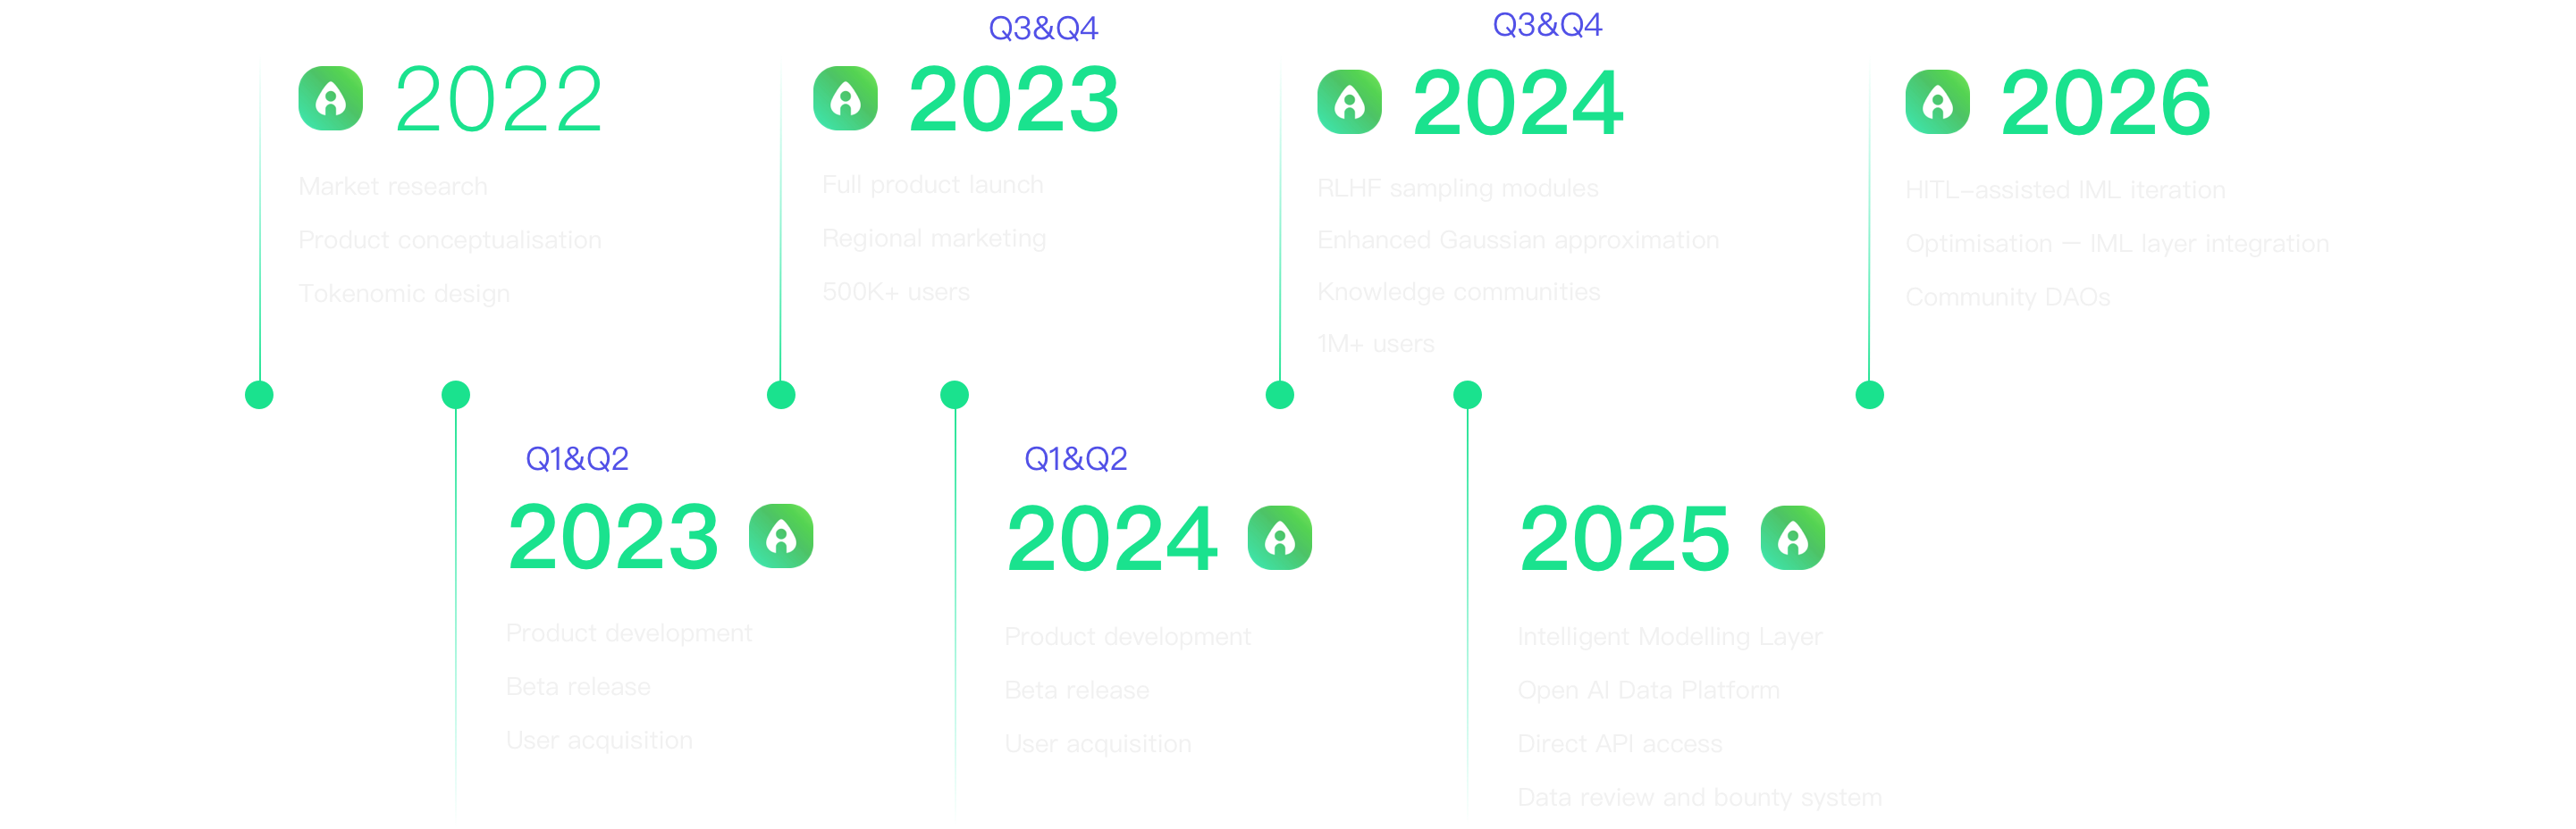 2022
Market research
Product conceptualisation
Tokenomic design
Q1&Q2
2023
Product development
Beta release
User acquisition
Q3&Q4
2023
Full product launch
Regional marketing
500K+ users
Q1&Q2
2024
Product development
Beta release
User acquisition
Q3&Q4
2024
RLHF sampling modules
Enhanced Gaussian approximation
Knowledge communities
1M+ users
2025
Intelligent Modelling Layer
Open AI Data Platform
Direct API access
Data review and bounty system
2026
HITL-assisted IML iteration
Optimisation — IML layer integration
Community DAOs